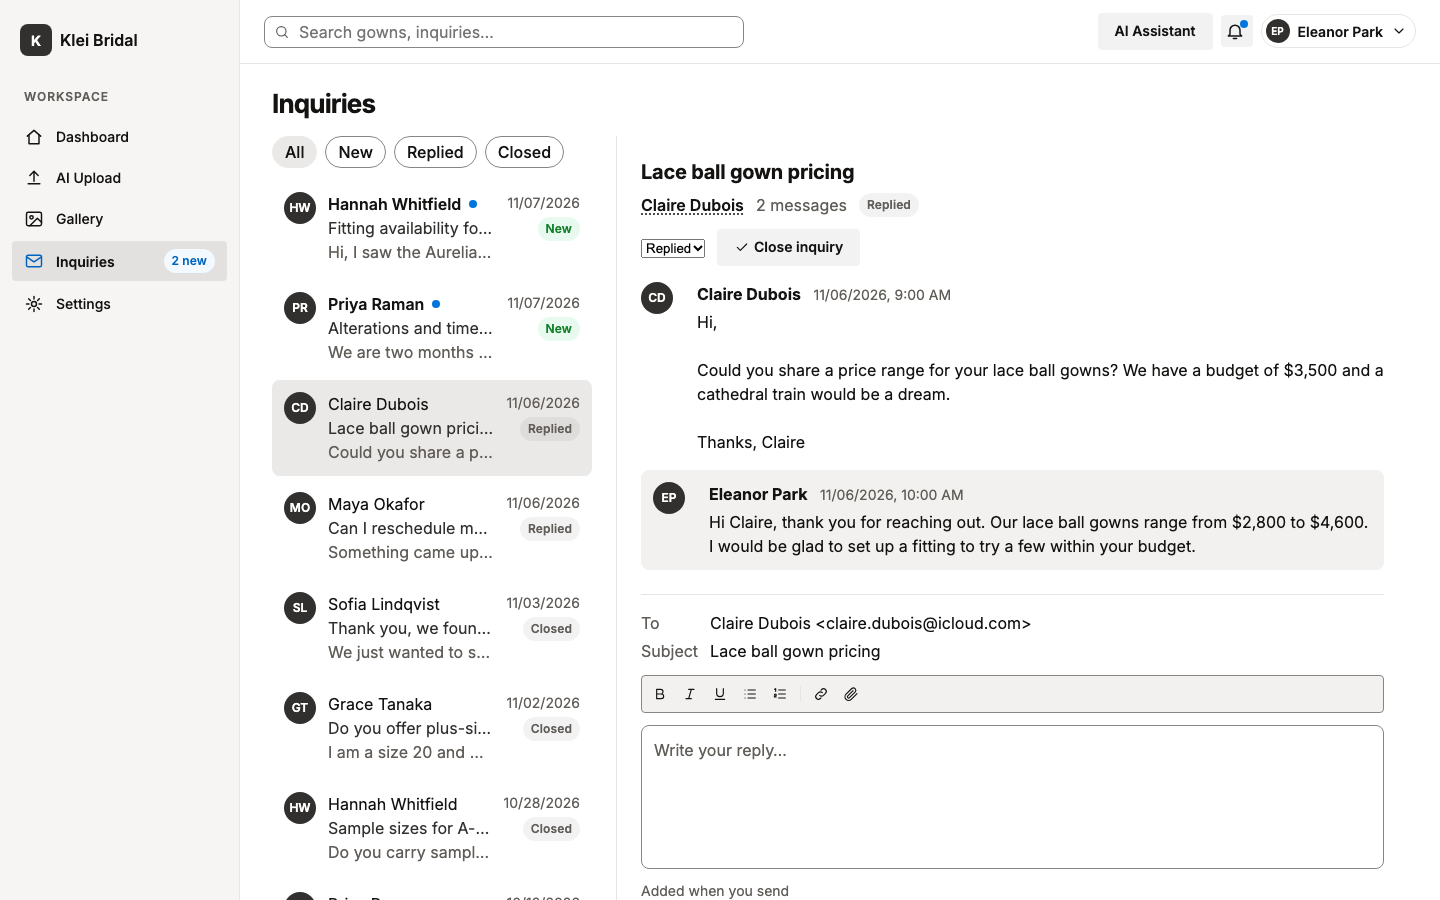 K Klei Bridal
WORKSPACE
Dashboard
AI Upload
Gallery
Inquiries 2 new
Settings
Search gowns, inquiries...
AI Assistant
EP Eleanor Park
Inquiries
All New Replied Closed
HW Hannah Whitfield 11/07/2026
Fitting availability fo... New
Hi, I saw the Aurelia...
PR Priya Raman 11/07/2026
Alterations and time... New
We are two months ...
CD Claire Dubois 11/06/2026
Lace ball gown prici... Replied
Could you share a p...
MO Maya Okafor 11/06/2026
Can I reschedule m... Replied
Something came up...
SL Sofia Lindqvist 11/03/2026
Thank you, we foun... Closed
We just wanted to s...
GT Grace Tanaka 11/02/2026
Do you offer plus-si... Closed
I am a size 20 and ...
HW Hannah Whitfield 10/28/2026
Sample sizes for A-... Closed
Do you carry sampl...
Lace ball gown pricing
Claire Dubois 2 messages Replied
Replied Close inquiry
CD Claire Dubois 11/06/2026, 9:00 AM
Hi,
Could you share a price range for your lace ball gowns? We have a budget of $3,500 and a
cathedral train would be a dream.
Thanks, Claire
EP Eleanor Park 11/06/2026, 10:00 AM
Hi Claire, thank you for reaching out. Our lace ball gowns range from $2,800 to $4,600.
I would be glad to set up a fitting to try a few within your budget.
To Claire Dubois <claire.dubois@icloud.com>
Subject Lace ball gown pricing
B I U
Write your reply...
Added when you send